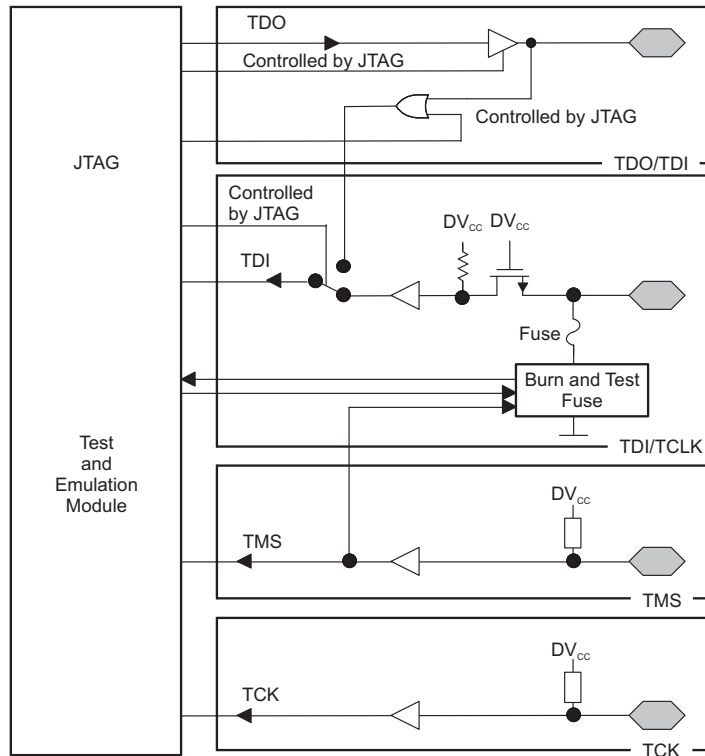 TDO
Controlled by JTAG
Controlled by JTAG
JTAG
TDO/TDI
Controlled
by JTAG
DVCC
DVCC
TDI
Fuse
Burn and Test
Fuse
TDI/TCLK
Test
and
Emulation
Module
DVCC
TMS
TMS
DVCC
TCK
TCK